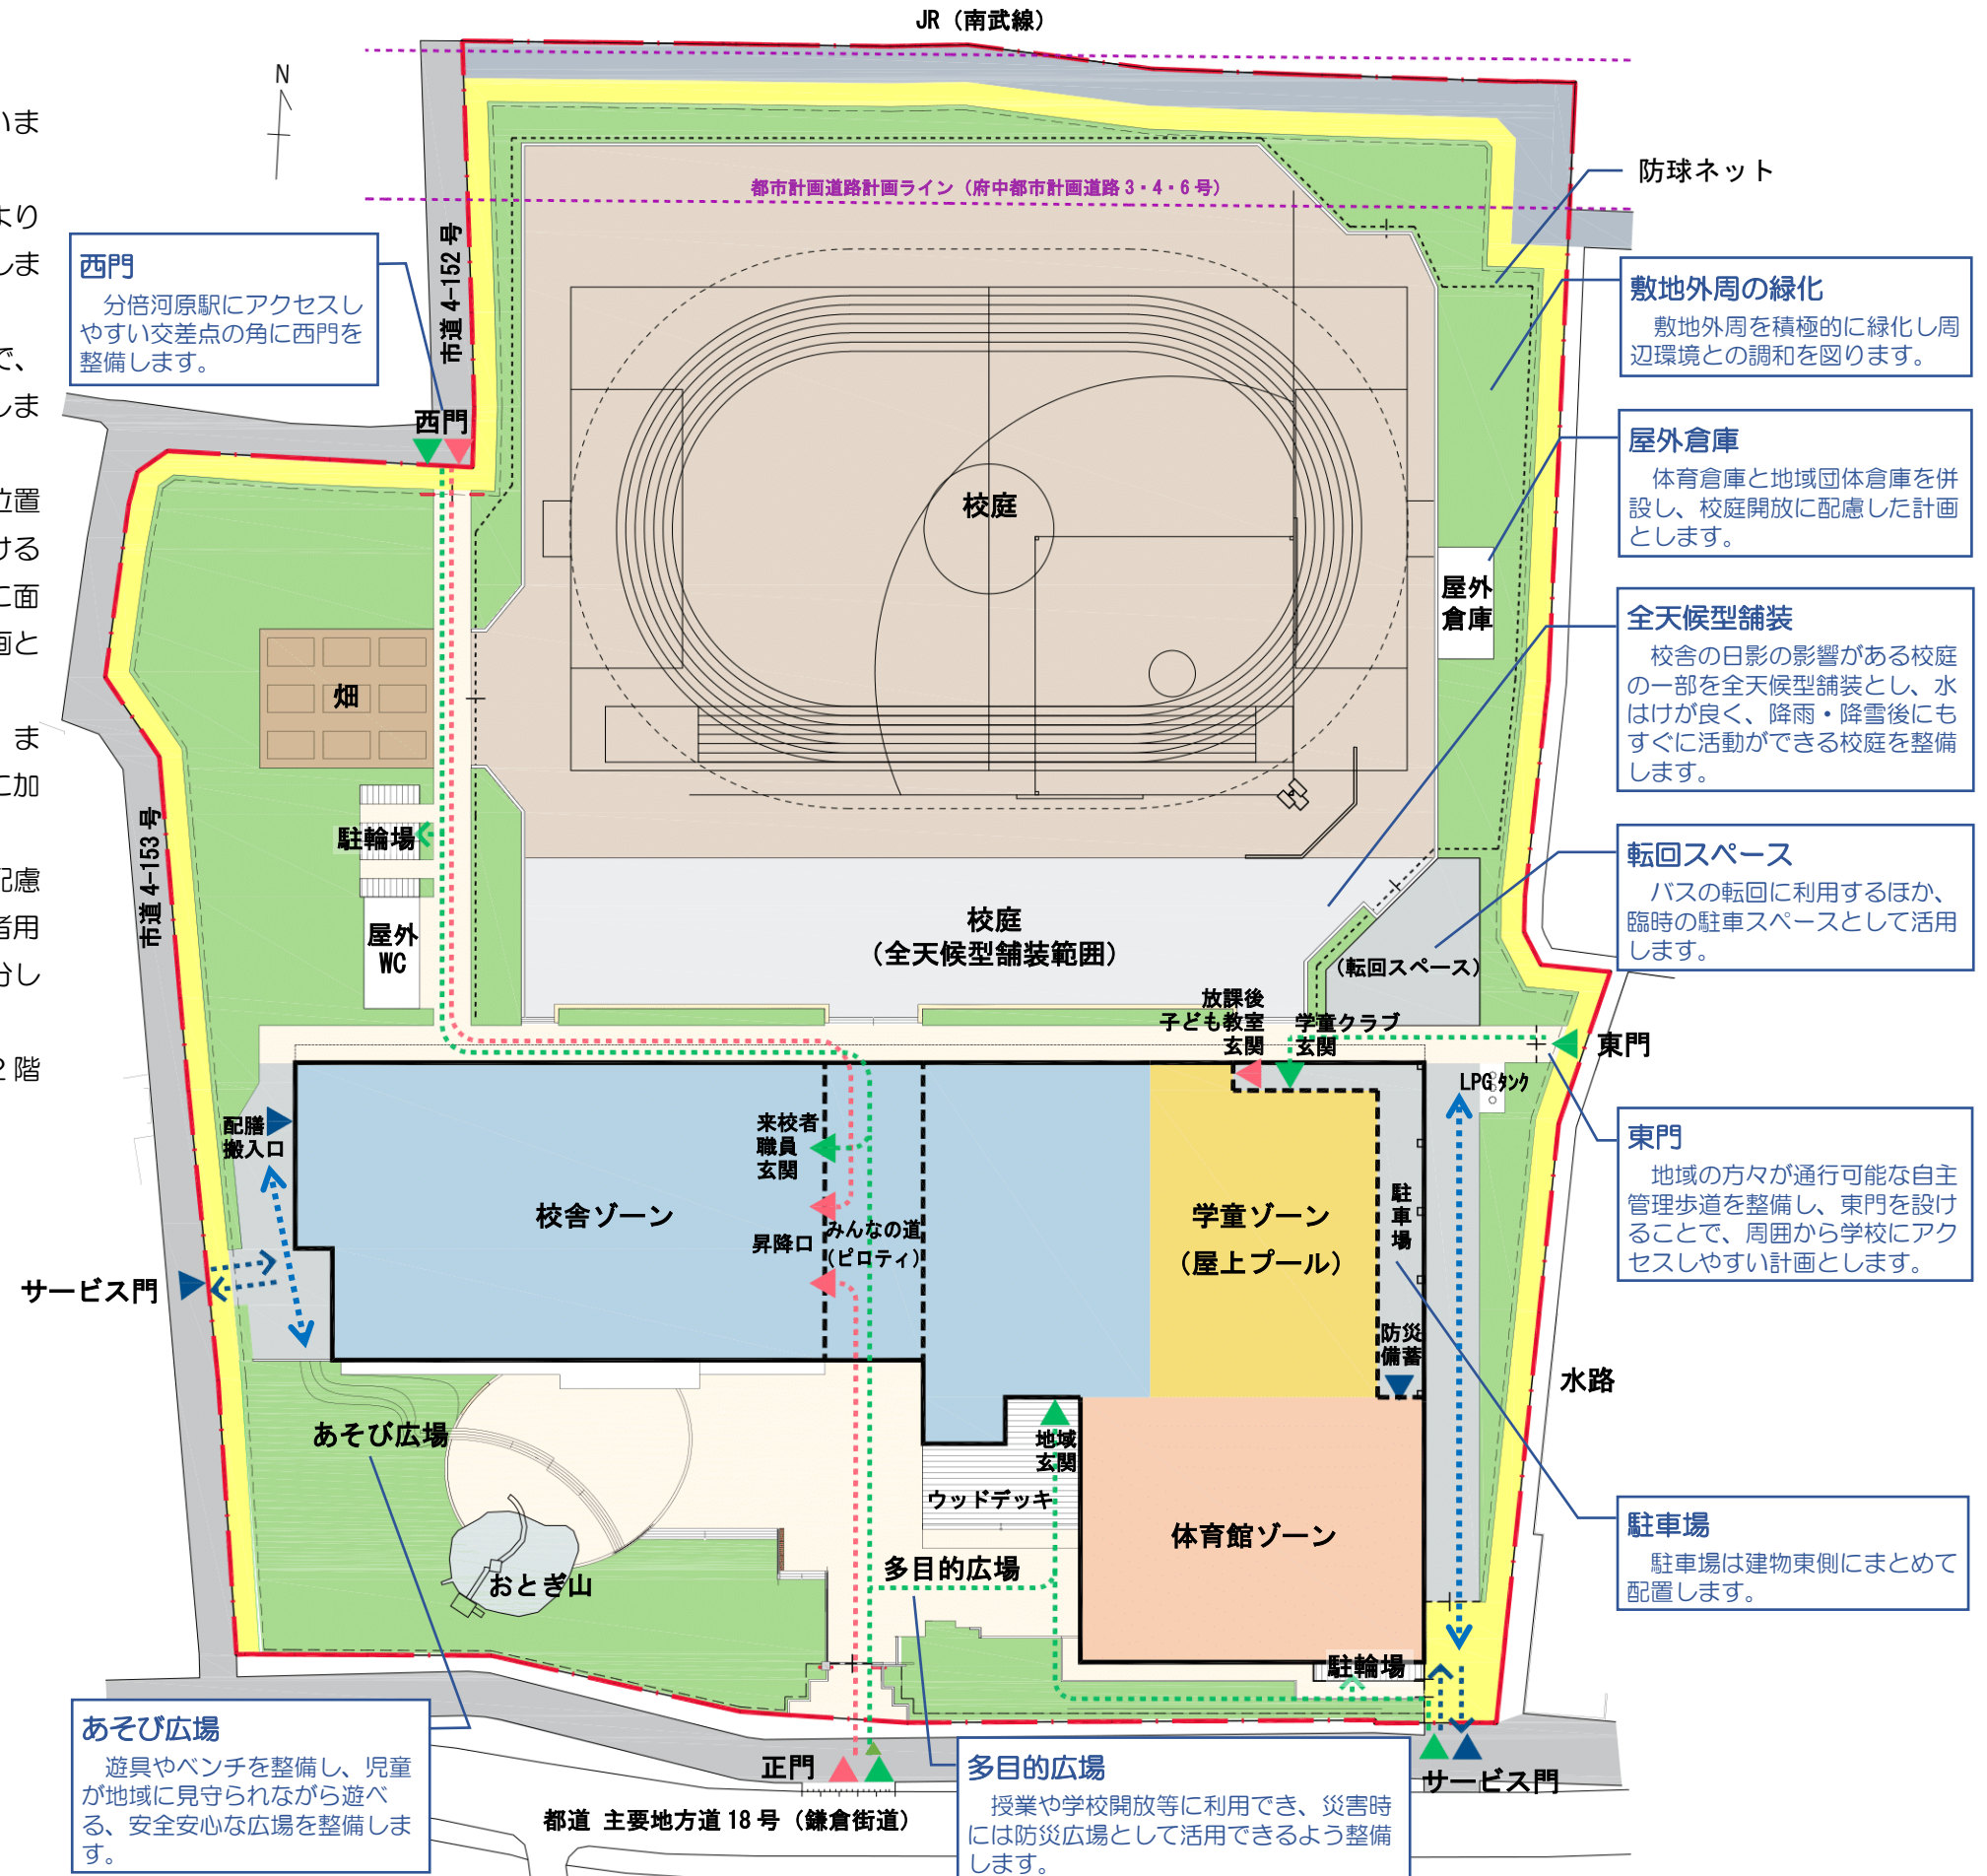 JR（南武線）
N
いま
より
しま
で、
しま
位置
ける
に面
画と
ま
に加
配慮
者用
分し
２階
都市計画道路計画ライン（府中都市計画道路 3・4・6 号）
防球ネット
市道 4-152 号
西門
分倍河原駅にアクセスし
やすい交差点の角に西門を
整備します。
西門
敷地外周の緑化
敷地外周を積極的に緑化し周
辺環境との調和を図ります。
屋外倉庫
体育倉庫と地域団体倉庫を併
設し、校庭開放に配慮した計画
とします。
校庭
屋外
倉庫
全天候型舗装
校舎の日影の影響がある校庭
の一部を全天候型舗装とし、水
はけが良く、降雨・降雪後にも
すぐに活動ができる校庭を整備
します。
畑
市道 4-153 号
駐輪場
屋外
WC
校庭
（全天候型舗装範囲）
（転回スペース）
転回スペース
バスの転回に利用するほか、
臨時の駐車スペースとして活用
します。
放課後
子ども教室
玄関
学童クラブ
玄関
東門
LPGタンク
配膳
搬入口
来校者
職員
玄関
校舎ゾーン
昇降口
みんなの道
（ピロティ）
学童ゾーン
（屋上プール）
駐車場
東門
地域の方々が通行可能な自主
管理歩道を整備し、東門を設け
ることで、周囲から学校にアク
セスしやすい計画とします。
サービス門
防災
備蓄
水路
あそび広場
地域
玄関
ウッドデッキ
体育館ゾーン
多目的広場
おとぎ山
駐車場
駐車場は建物東側にまとめて
配置します。
駐輪場
あそび広場
遊具やベンチを整備し、児童
が地域に見守られながら遊べ
る、安全安心な広場を整備しま
す。
正門
都道 主要地方道 18 号（鎌倉街道）
多目的広場
授業や学校開放等に利用でき、災害時
には防災広場として活用できるよう整備
します。
サービス門